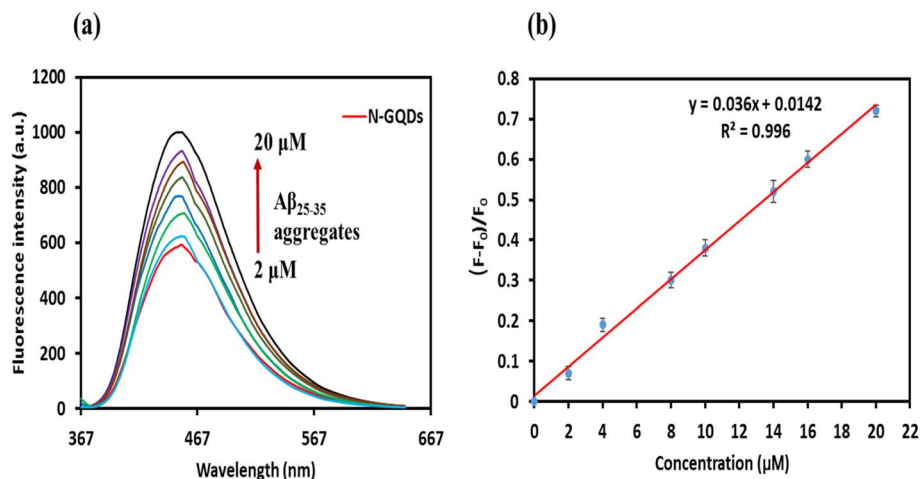 (a)
Fluorescence intensity (a.u.)
1200
1000
800
600
400
200
0
367
467
567
667
Wavelength (nm)
N-GQDs
20 µM
Aβ25-35
aggregates
2 µM
(b)
(F-Fo)/Fo
0.8
0.7
0.6
0.5
0.4
0.3
0.2
0.1
0
0 2 4 6 8 10 12 14 16 18 20 22
Concentration (µM)
y = 0.036x + 0.0142
R² = 0.996